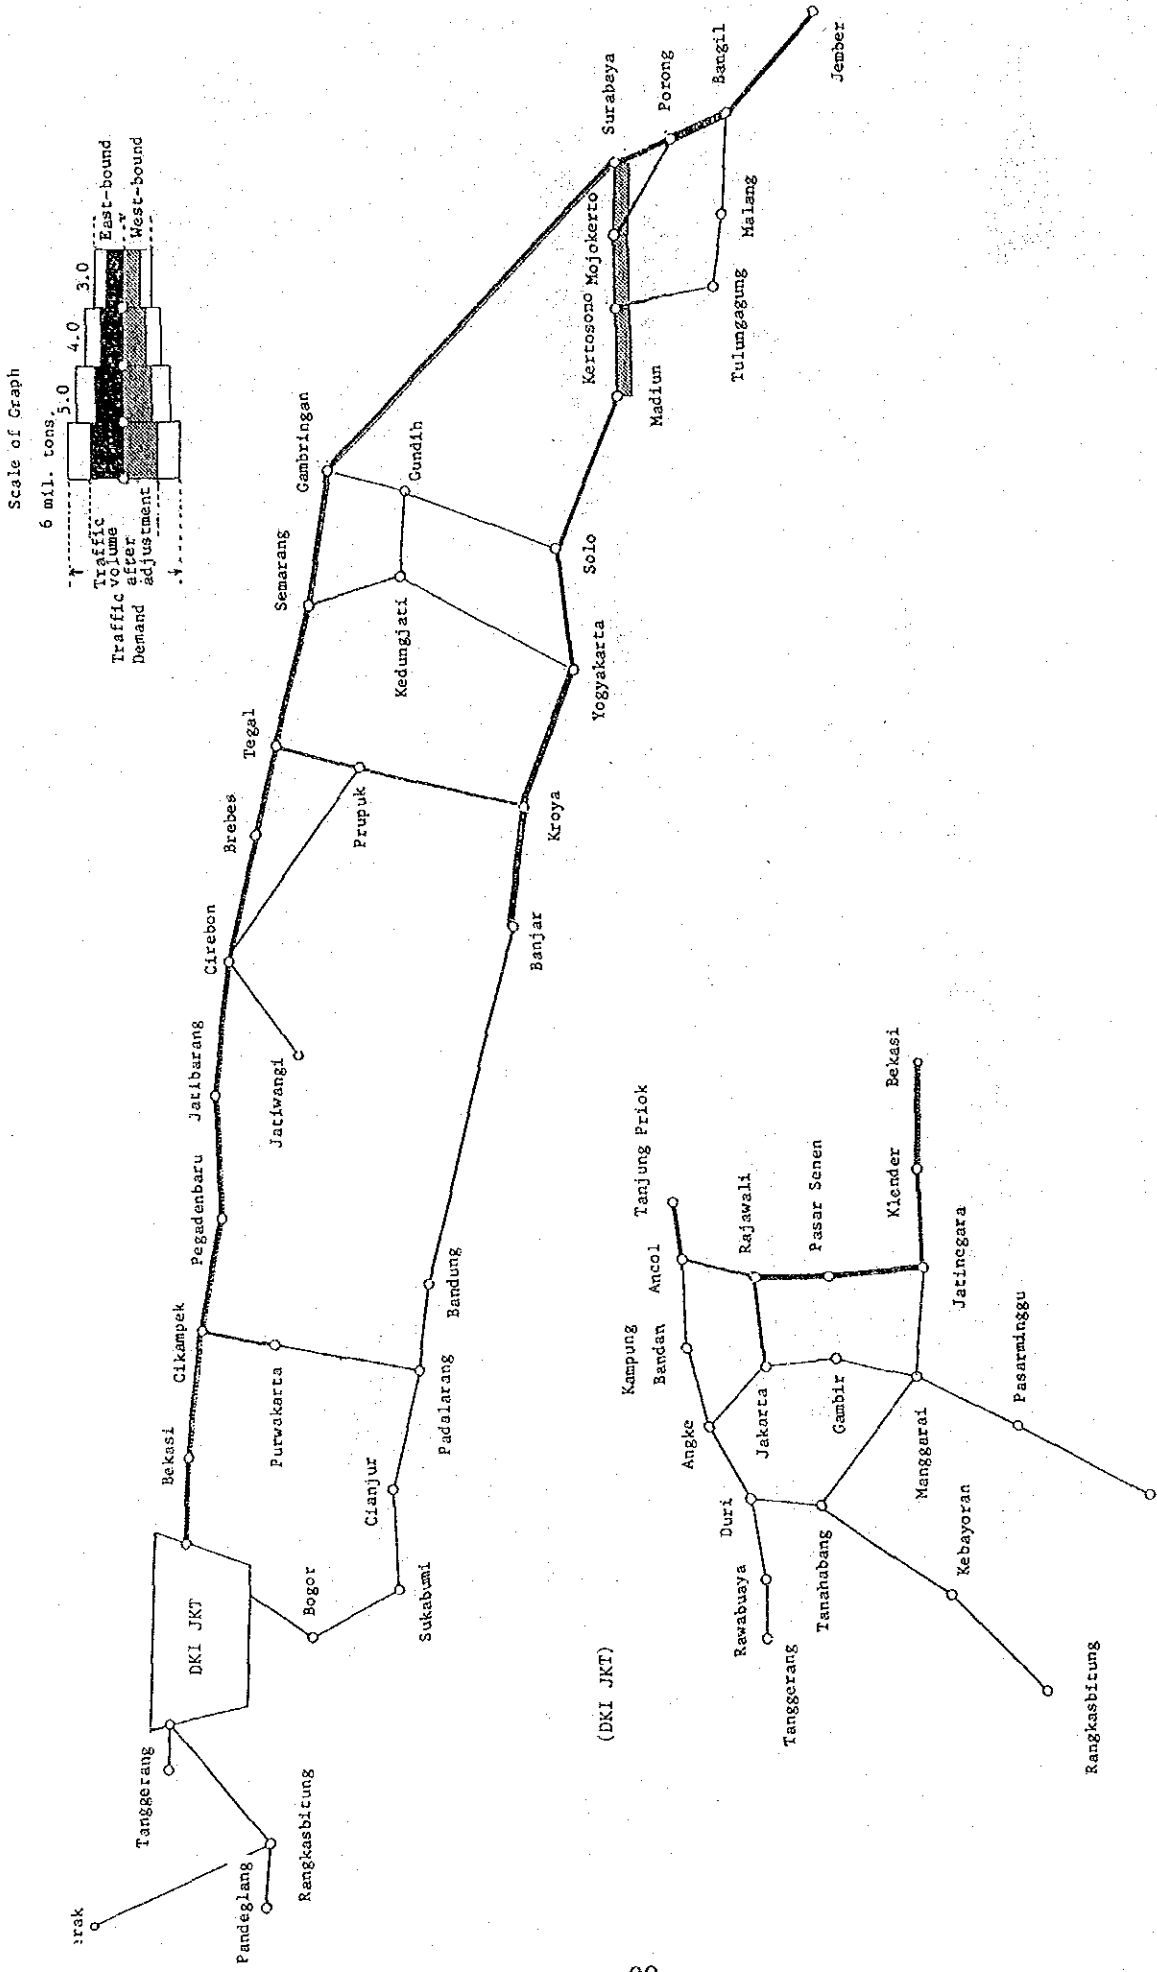 Scale of Graph
6 mil. tons,
5.0
4.0
3.0
East-bound
West-bound
Traffic
volume
after
adjustment
Traffic
Demand
Tanggerang
Pandeglang
Rangkasbitung
DKI JKT
Bogor
Sukabumi
Cianjur
Padalarang
Bandung
Purwakarta
Bekasi
Cikampek
Pegadenbaru
Jatibarang
Jatiwangi
Cirebon
Brebes
Tegal
Prupuk
Banjar
Kroya
Semarang
Kedungjati
Gambringan
Gundih
Yogyakarta
Solo
Madiun
Kertosono
Mojokerto
Surabaya
Porong
Bangil
Jember
Tulungagung
Malang
(DKI JKT)
Tanjung Priok
Ancol
Kampung
Bandan
Angke
Duri
Rawabuaya
Tanggerang
Rajawali
Pasar Senen
Jakarta
Gambir
Tanahabang
Klender
Bekasi
Jatinegara
Manggarai
Pasarminggu
Kebayoran
Rangkasbitung